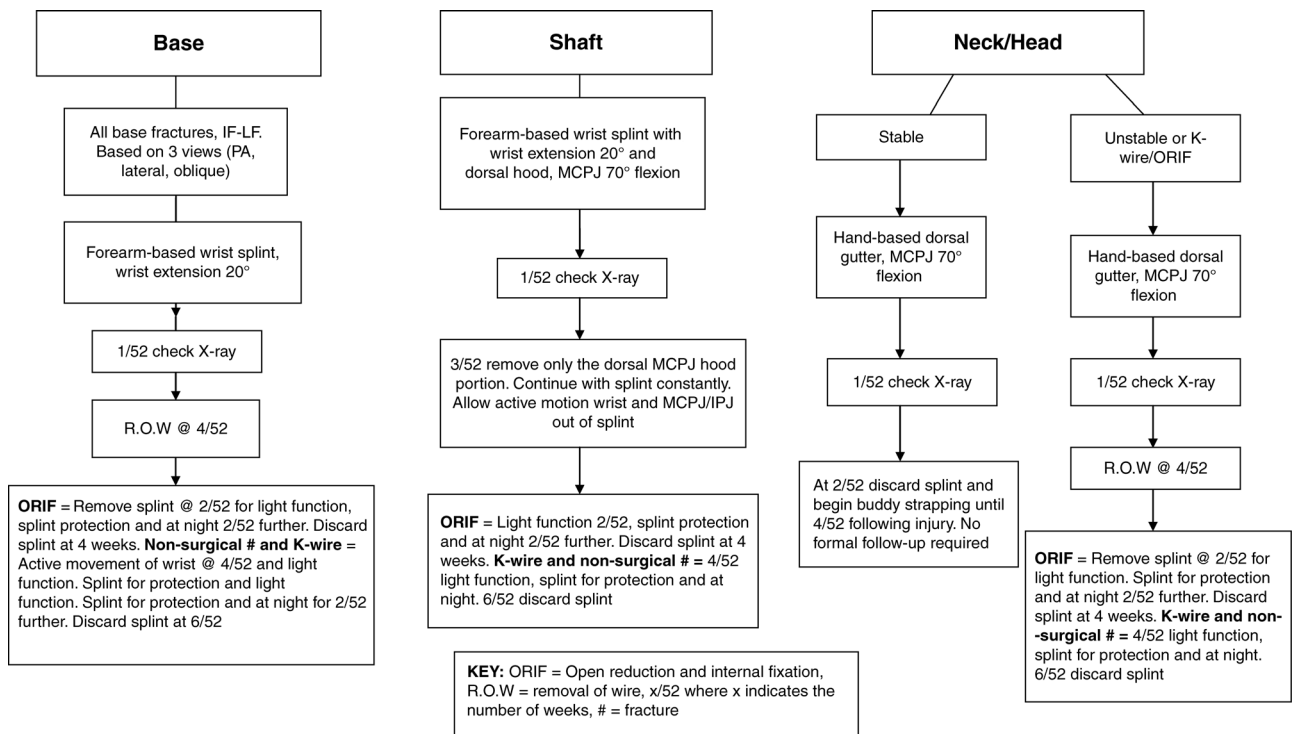 Base
All base fractures, IF-LF.
Based on 3 views (PA,
lateral, oblique)
Forearm-based wrist splint,
wrist extension 20°
1/52 check X-ray
R.O.W @ 4/52
ORIF = Remove splint @ 2/52 for light function,
splint protection and at night 2/52 further. Discard
splint at 4 weeks. Non-surgical # and K-wire =
Active movement of wrist @ 4/52 and light
function. Splint for protection and light
function. Splint for protection and at night for 2/52
further. Discard splint at 6/52
Shaft
Forearm-based wrist splint with
wrist extension 20° and
dorsal hood, MCPJ 70° flexion
1/52 check X-ray
3/52 remove only the dorsal MCPJ hood
portion. Continue with splint constantly.
Allow active motion wrist and MCPJ/IPJ
out of splint
ORIF = Light function 2/52, splint protection
and at night 2/52 further. Discard splint at 4
weeks. K-wire and non-surgical # = 4/52
light function, splint for protection and at
night. 6/52 discard splint
Neck/Head
Stable
Hand-based dorsal
gutter, MCPJ 70°
flexion
1/52 check X-ray
At 2/52 discard splint and
begin buddy strapping until
4/52 following injury. No
formal follow-up required
Unstable or K-
wire/ORIF
Hand-based dorsal
gutter, MCPJ 70°
flexion
1/52 check X-ray
R.O.W @ 4/52
ORIF = Remove splint @ 2/52 for
light function. Splint for protection
and at night 2/52 further. Discard
splint at 4 weeks. K-wire and non-
-surgical # = 4/52 light function,
splint for protection and at night.
6/52 discard splint
KEY: ORIF = Open reduction and internal fixation,
R.O.W = removal of wire, x/52 where x indicates the
number of weeks, # = fracture